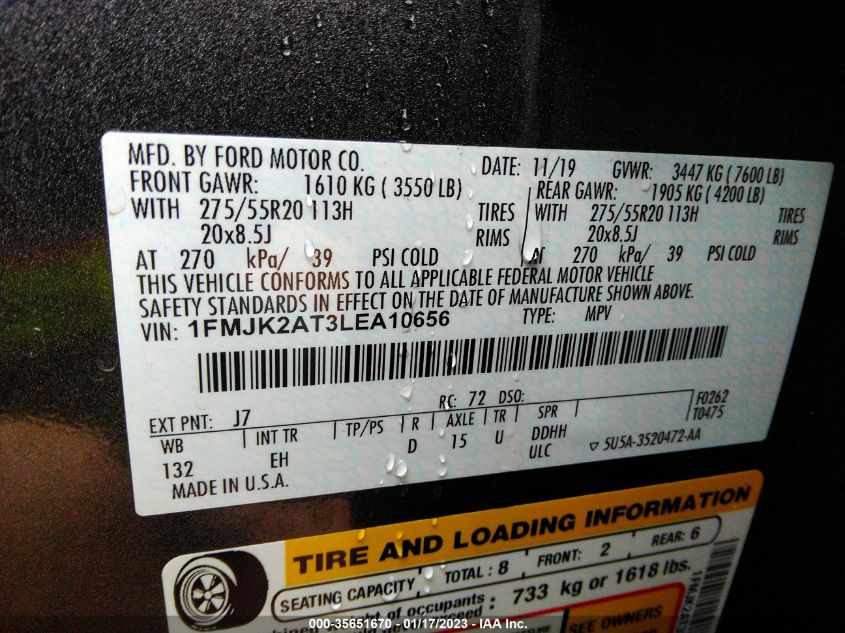 MFD. BY FORD MOTOR CO. DATE: 11/19 GVWR: 3447 KG ( 7600 LB)
FRONT GAWR: 1610 KG ( 3550 LB) REAR GAWR: 1905 KG ( 4200 LB)
WITH 275/55R20 113H TIRES WITH 275/55R20 113H TIRES
20x8.5J RIMS 20x8.5J RIMS
AT 270 kPa/ 39 PSI COLD AT 270 kPa/ 39 PSI COLD
THIS VEHICLE CONFORMS TO ALL APPLICABLE FEDERAL MOTOR VEHICLE
SAFETY STANDARDS IN EFFECT ON THE DATE OF MANUFACTURE SHOWN ABOVE.
VIN: 1FMJK2AT3LEA10656 TYPE: MPV
EXT PNT: J7 RC: 72 DSO: F0262
WB INT TR TP/PS R AXLE TR SPR T0475
132 EH D 15 U DDHH
ULC 5U5A-3520472-AA
MADE IN U.S.A.
TIRE AND LOADING INFORMATION
SEATING CAPACITY TOTAL : 8 FRONT: 2 REAR: 6
of occupants : 733 kg or 1618 lbs.
SEE OWNERS
000-35651670 - 01/17/2023 - IAA Inc.